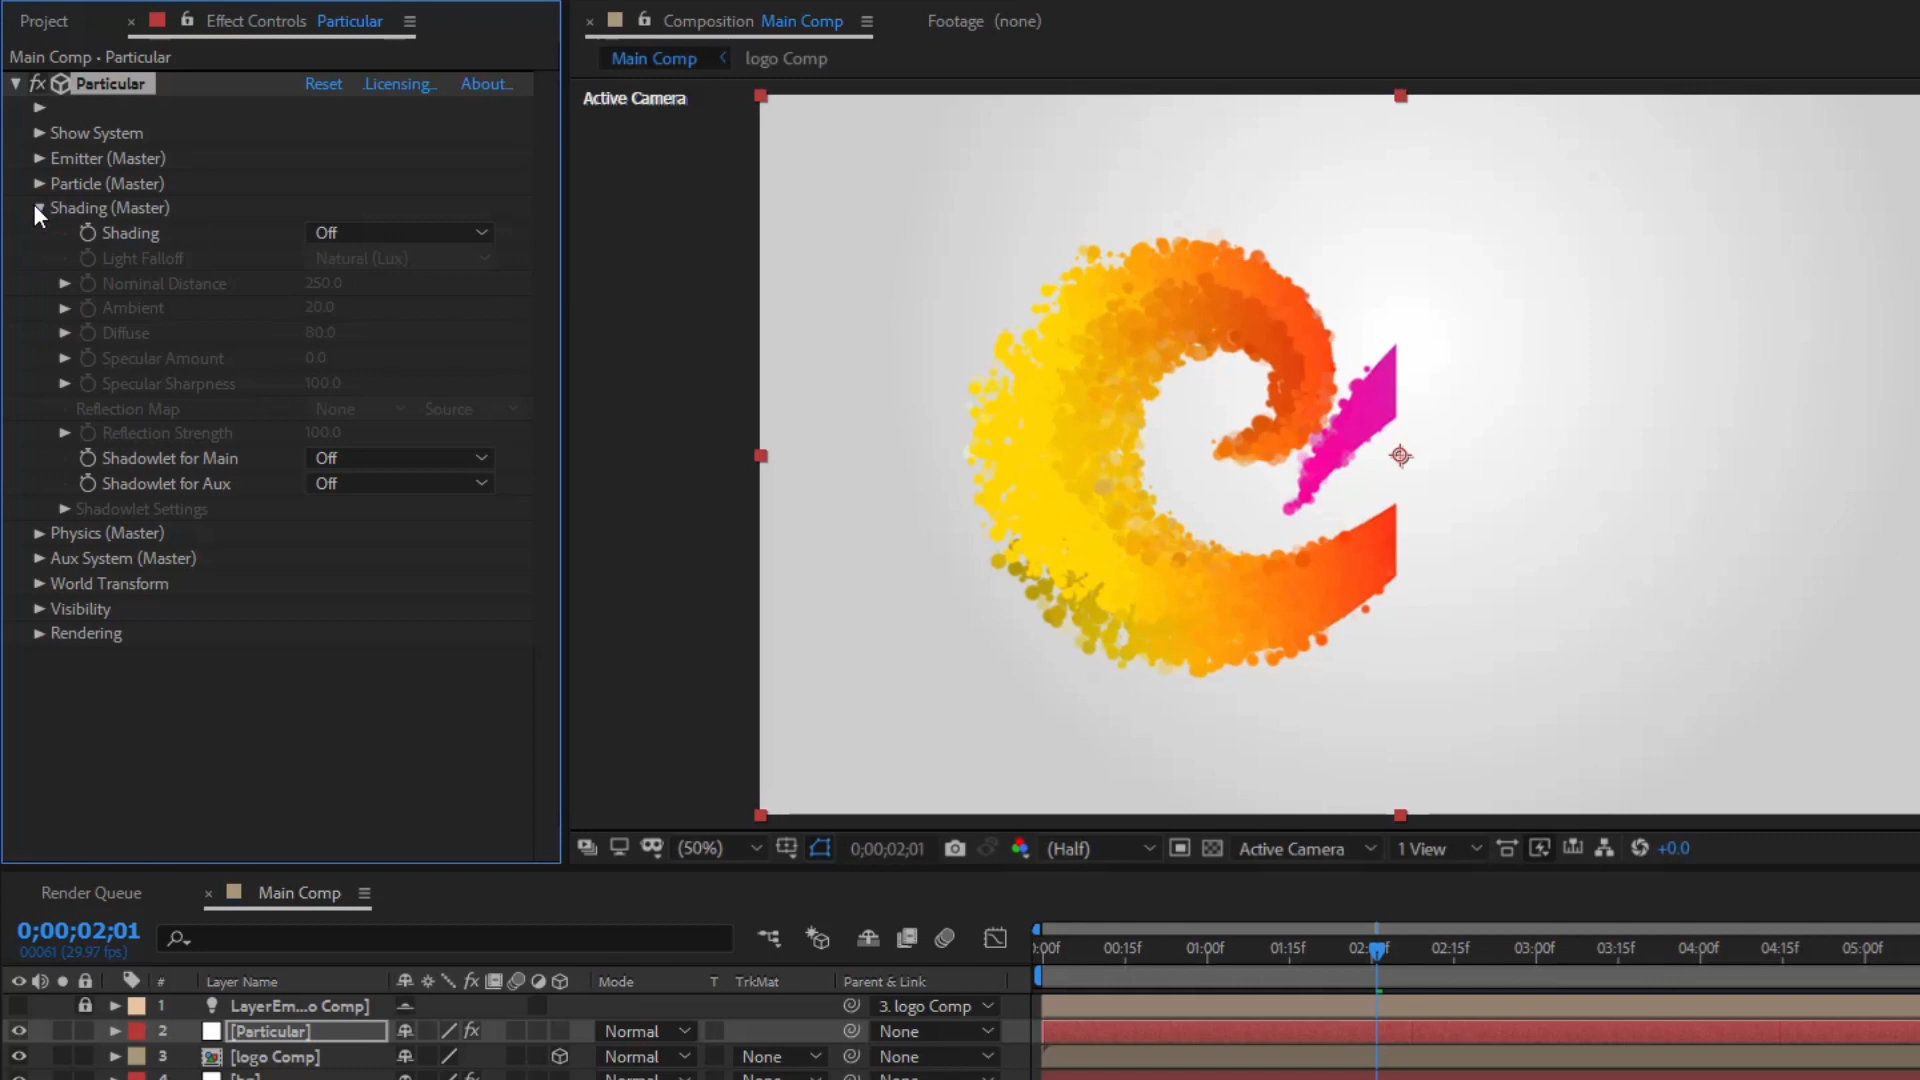 Project
× Effect Controls Particular
Main Comp • Particular
fx Particular Reset .Licensing... About...
Show System
Emitter (Master)
Particle (Master)
Shading (Master)
Shading Off
Light Falloff Natural (Lux)
Nominal Distance 250.0
Ambient 20.0
Diffuse 80.0
Specular Amount 0.0
Specular Sharpness 100.0
Reflection Map None Source
Reflection Strength 100.0
Shadowlet for Main Off
Shadowlet for Aux Off
Shadowlet Settings
Physics (Master)
Aux System (Master)
World Transform
Visibility
Rendering
× Composition Main Comp Footage (none)
Main Comp logo Comp
Active Camera
(50%) 0;00;02;01 (Half) Active Camera 1 View +0.0
Render Queue × Main Comp
0;00;02;01
00061 (29.97 fps)
:00f 00:15f 01:00f 01:15f 02: 02:15f 03:00f 03:15f 04:00f 04:15f 05:00f
# Layer Name fx Mode T TrkMat Parent & Link
1 LayerEm...o Comp] 3. logo Comp
2 [Particular] fx Normal None
3 [logo Comp] Normal None None